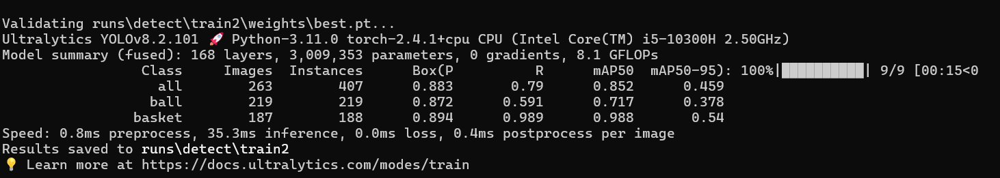 Validating runs\detect\train2\weights\best.pt...
Ultralytics YOLOv8.2.101 🚀 Python-3.11.0 torch-2.4.1+cpu CPU (Intel Core(TM) i5-10300H 2.50GHz)
Model summary (fused): 168 layers, 3,009,353 parameters, 0 gradients, 8.1 GFLOPs
Class Images Instances Box(P R mAP50 mAP50-95): 100%|██████████| 9/9 [00:15<0
all 263 407 0.883 0.79 0.852 0.459
ball 219 219 0.872 0.591 0.717 0.378
basket 187 188 0.894 0.989 0.988 0.54
Speed: 0.8ms preprocess, 35.3ms inference, 0.0ms loss, 0.4ms postprocess per image
Results saved to runs\detect\train2
💡 Learn more at https://docs.ultralytics.com/modes/train